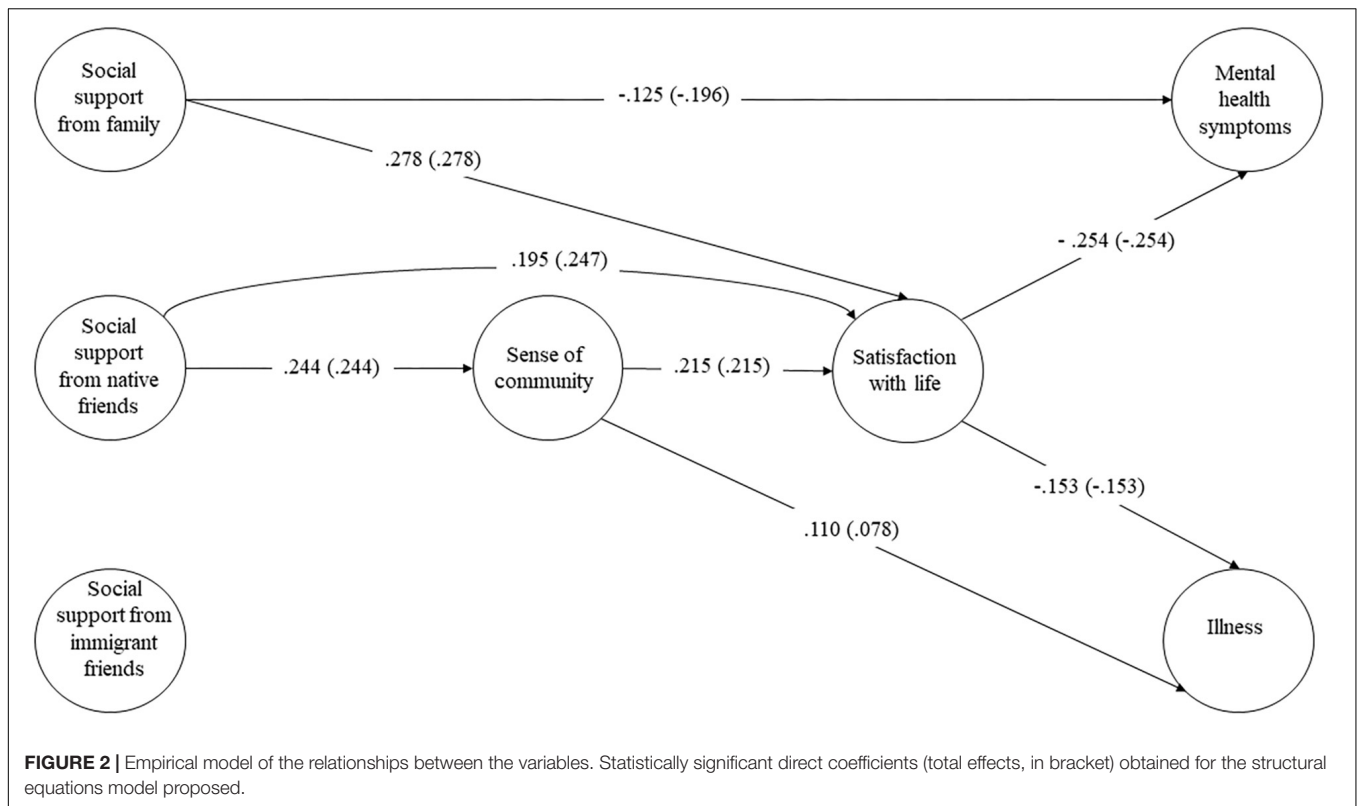 Social
support
from family
-.125 (-.196)
Mental
health
symptoms
.278 (.278)
- .254 (-.254)
.195 (.247)
Social
support
from native
friends
.244 (.244)
Sense of
community
.215 (.215)
Satisfaction
with life
-.153 (-.153)
.110 (.078)
Social
support from
immigrant
friends
Illness
FIGURE 2 | Empirical model of the relationships between the variables. Statistically significant direct coefficients (total effects, in bracket) obtained for the structural
equations model proposed.